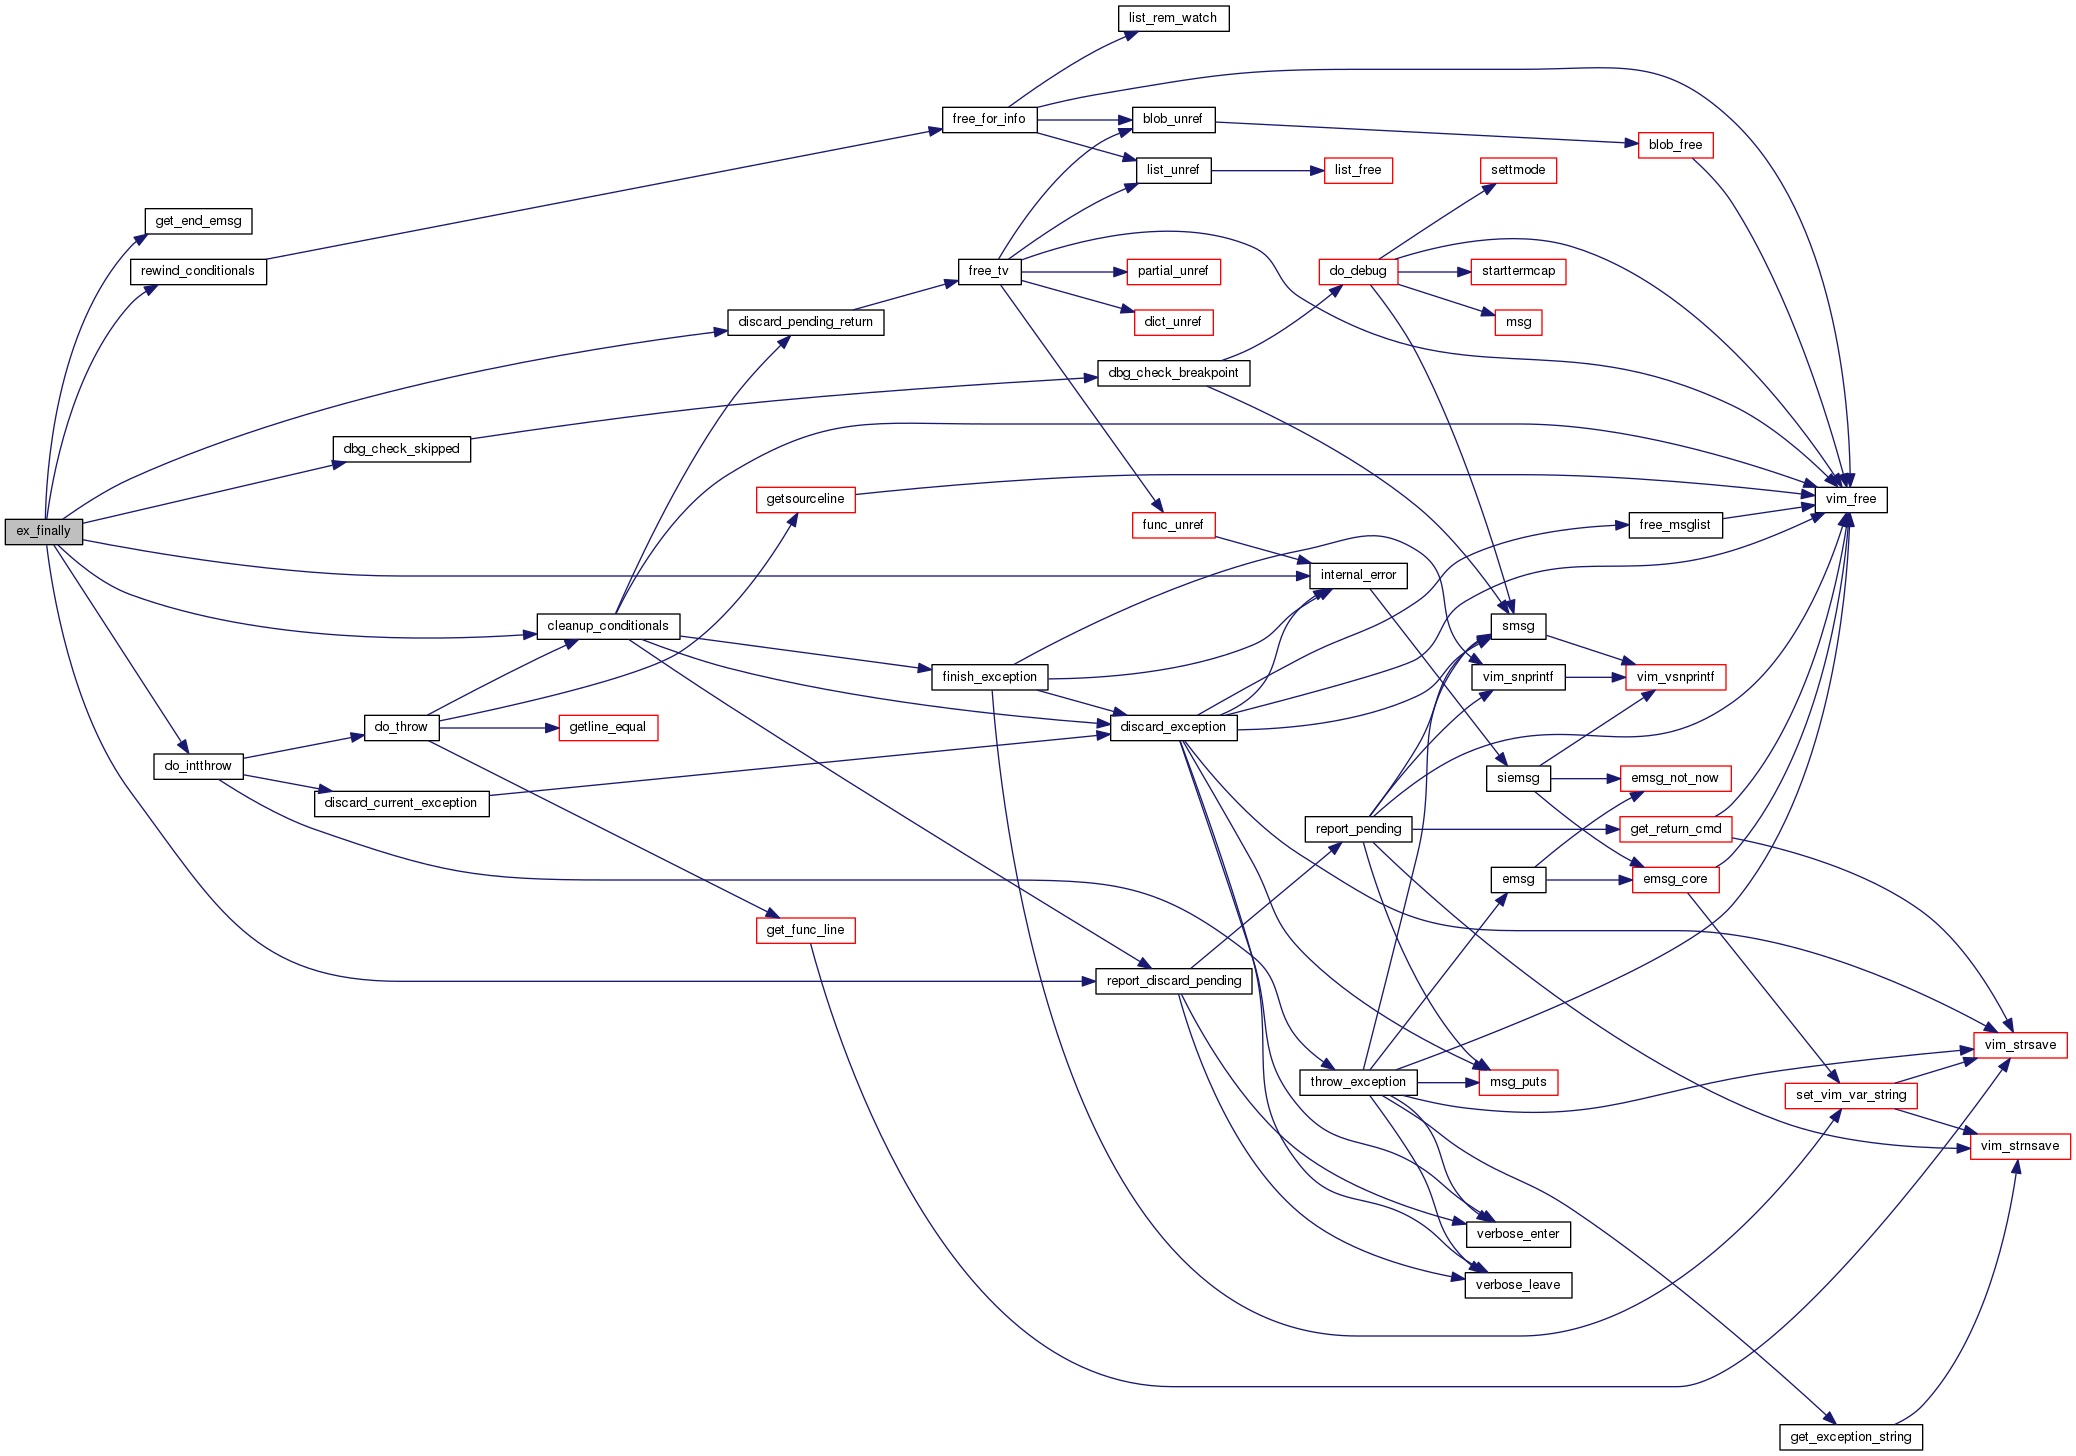 list_rem_watch
free_for_info
blob_unref
blob_free
list_unref
list_free
settmode
get_end_emsg
rewind_conditionals
free_tv
partial_unref
do_debug
starttermcap
discard_pending_return
dict_unref
msg
dbg_check_breakpoint
dbg_check_skipped
getsourceline
vim_free
ex_finally
func_unref
free_msglist
internal_error
cleanup_conditionals
smsg
finish_exception
vim_snprintf
vim_vsnprintf
do_throw
getline_equal
discard_exception
do_intthrow
siemsg
emsg_not_now
discard_current_exception
report_pending
get_return_cmd
emsg
emsg_core
get_func_line
report_discard_pending
vim_strsave
throw_exception
msg_puts
set_vim_var_string
vim_strnsave
verbose_enter
verbose_leave
get_exception_string